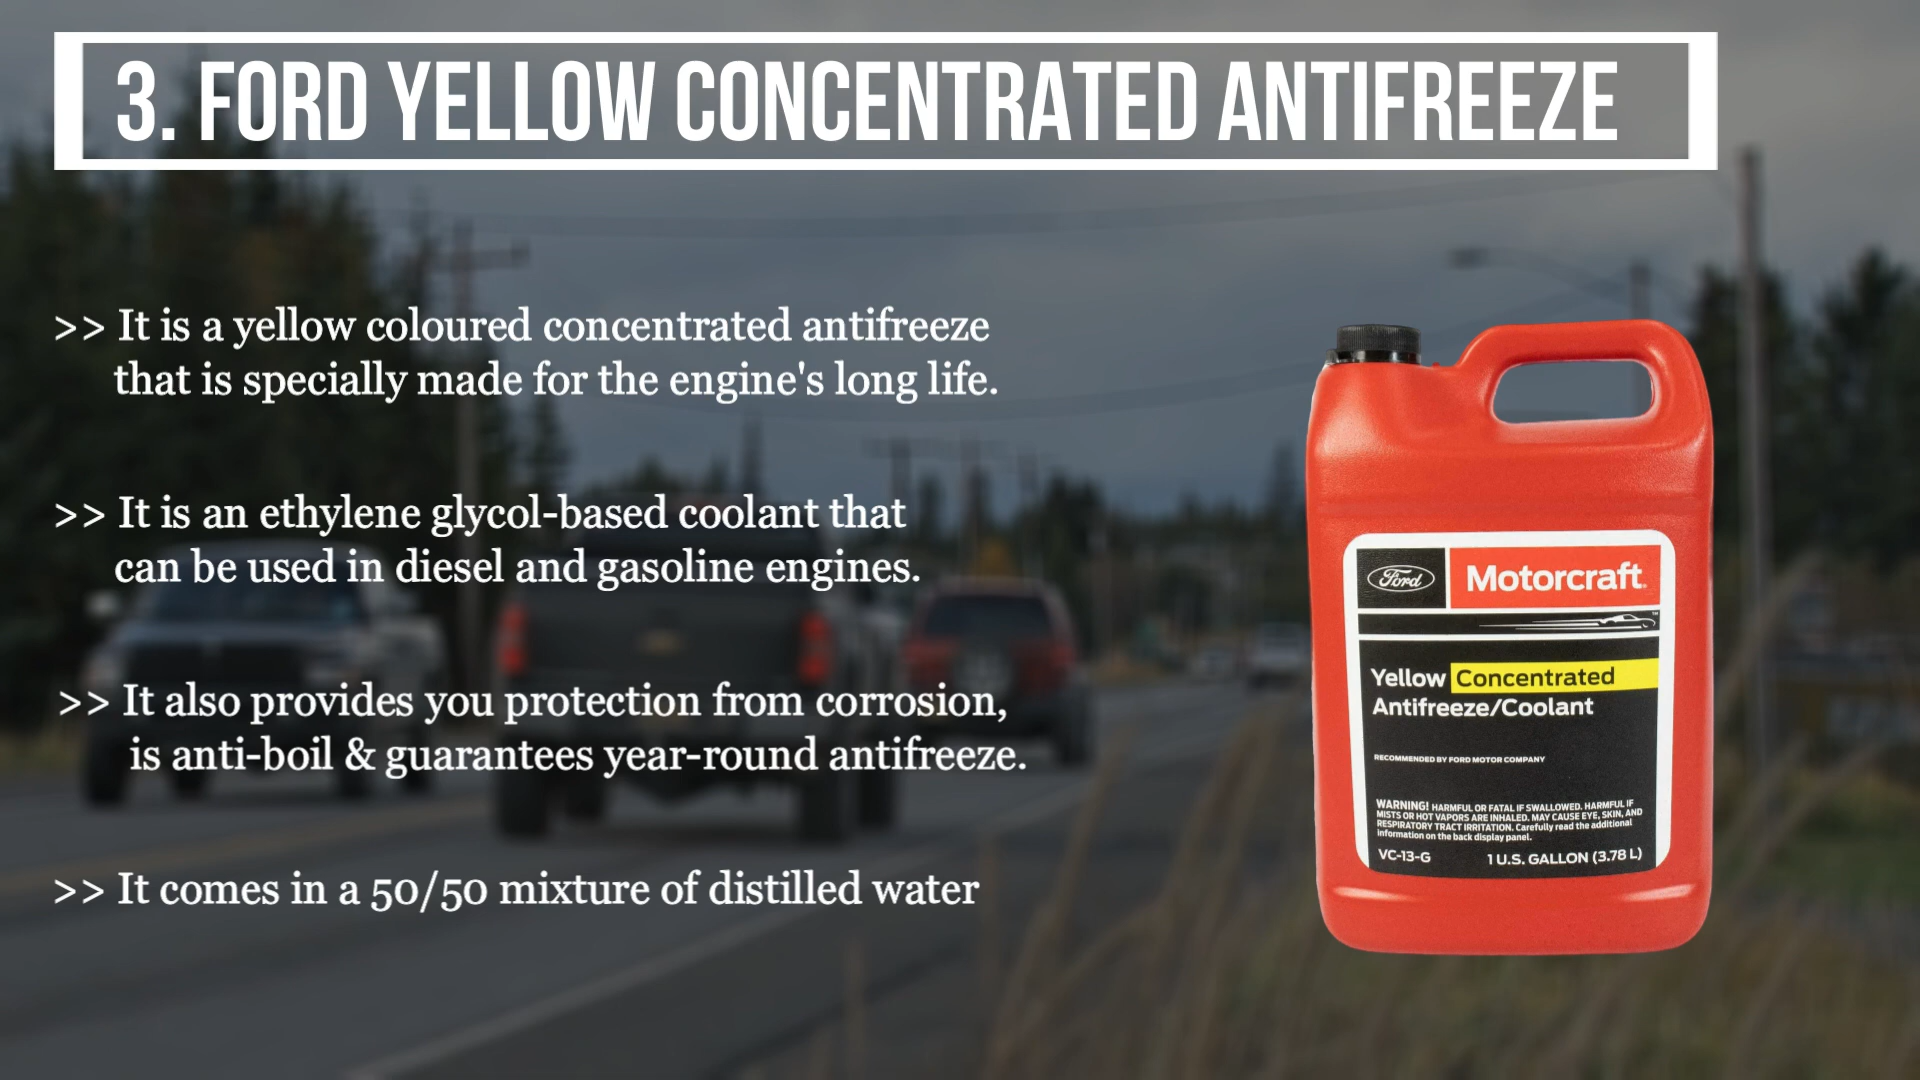 3. FORD YELLOW CONCENTRATED ANTIFREEZE
>> It is a yellow coloured concentrated antifreeze
that is specially made for the engine's long life.
>> It is an ethylene glycol-based coolant that
can be used in diesel and gasoline engines.
>> It also provides you protection from corrosion,
is anti-boil & guarantees year-round antifreeze.
>> It comes in a 50/50 mixture of distilled water
Ford Motorcraft
Yellow Concentrated
Antifreeze/Coolant
RECOMMENDED BY FORD MOTOR COMPANY
WARNING! HARMFUL OR FATAL IF SWALLOWED. HARMFUL IF
MISTS OR HOT VAPORS ARE INHALED. MAY CAUSE EYE, SKIN, AND
RESPIRATORY TRACT IRRITATION. Carefully read the additional
information on the back display panel.
VC-13-G 1 U.S. GALLON (3.78 L)